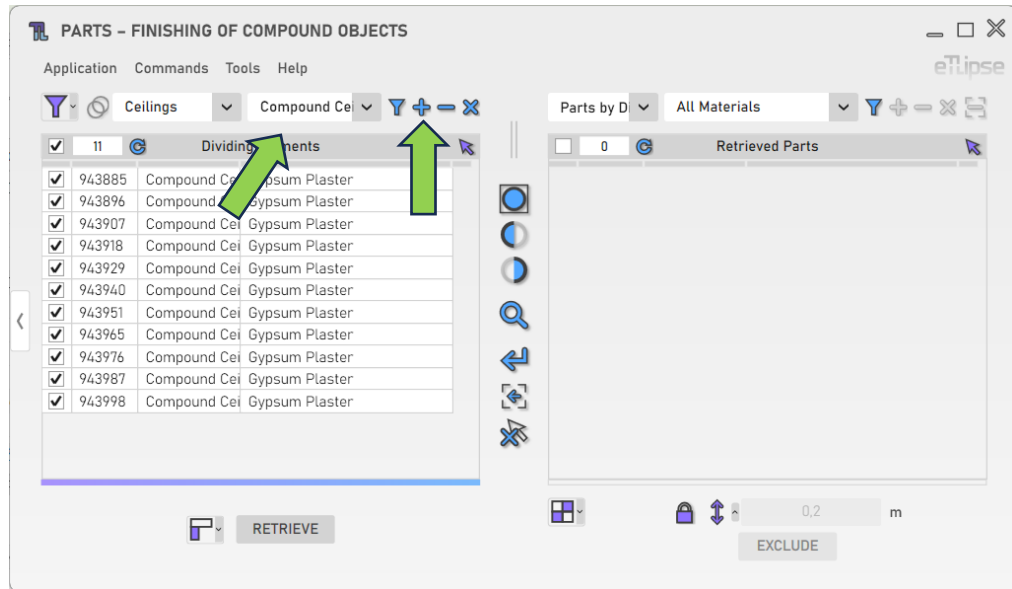 PARTS – FINISHING OF COMPOUND OBJECTS
Application Commands Tools Help
eTLipse
Ceilings Compound Cei
Parts by D All Materials
11 Dividing
0 Retrieved Parts
943885 Compound Ce Gypsum Plaster
943896 Compound Gypsum Plaster
943907 Compound Cei Gypsum Plaster
943918 Compound Cei Gypsum Plaster
943929 Compound Cei Gypsum Plaster
943940 Compound Cei Gypsum Plaster
943951 Compound Cei Gypsum Plaster
943965 Compound Cei Gypsum Plaster
943976 Compound Cei Gypsum Plaster
943987 Compound Cei Gypsum Plaster
943998 Compound Cei Gypsum Plaster
RETRIEVE
0,2 m
EXCLUDE